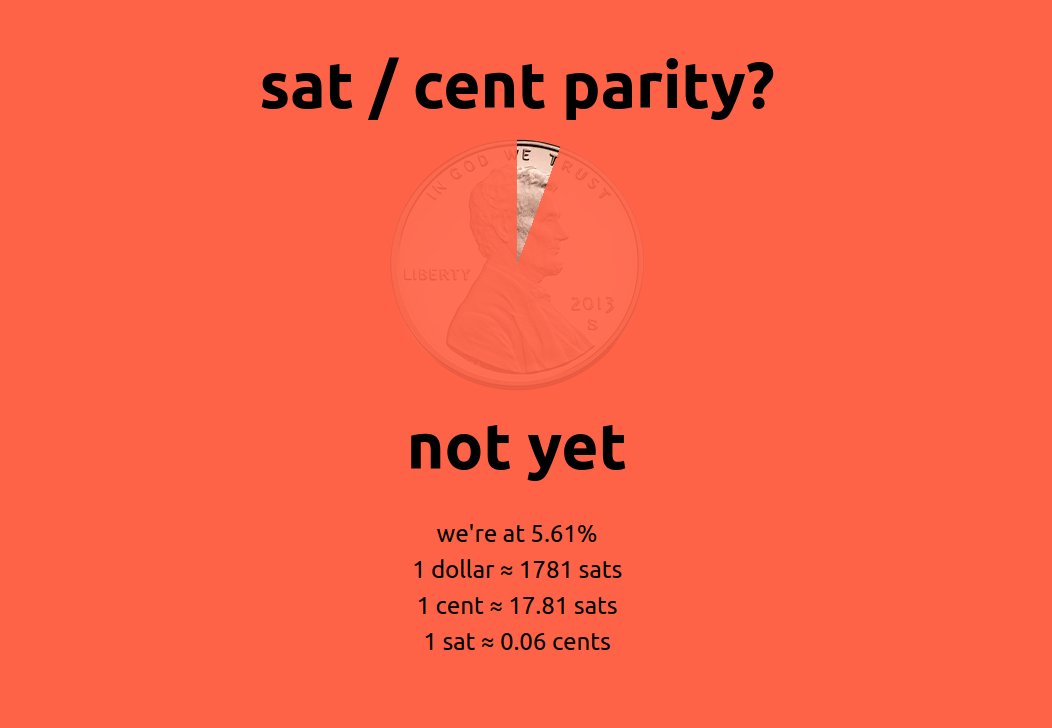 sat / cent parity?
IN GOD WE TRUST
LIBERTY
2013
S
not yet
we're at 5.61%
1 dollar ≈ 1781 sats
1 cent ≈ 17.81 sats
1 sat ≈ 0.06 cents